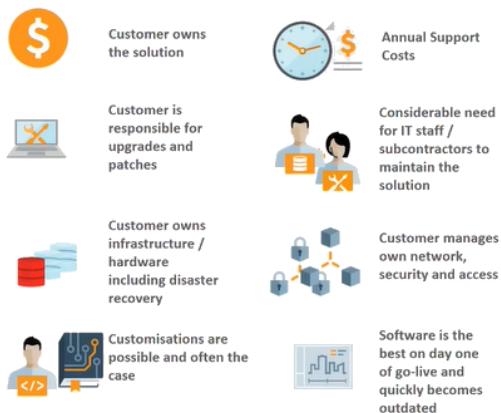 Customer owns
the solution
Annual Support
Costs
Customer is
responsible for
upgrades and
patches
Considerable need
for IT staff /
subcontractors to
maintain the
solution
Customer owns
infrastructure /
hardware
including disaster
recovery
Customer manages
own network,
security and access
Customisations are
possible and often the
case
Software is the
best on day one
of go-live and
quickly becomes
outdated